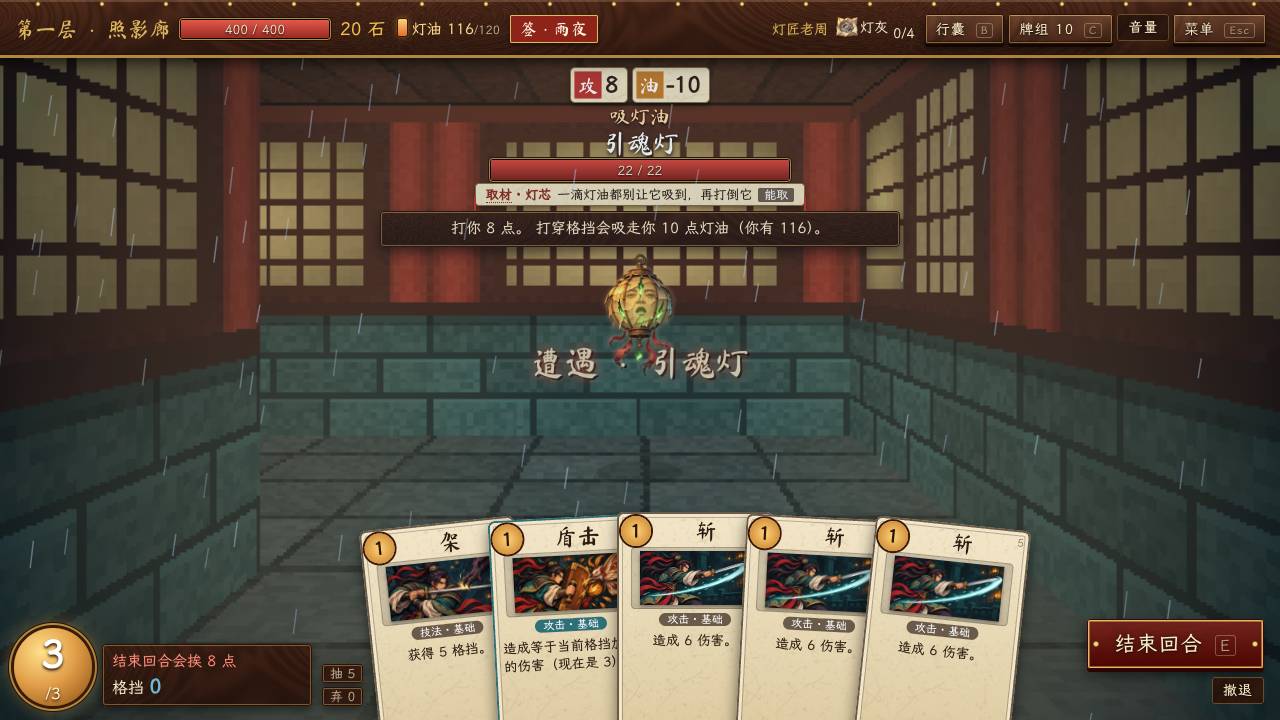 第一层 · 照影廊
400 / 400
20 石
灯油 116/120
签 · 雨夜
灯匠老周
灯灰 0/4
行囊 B
牌组 10 C
音量
菜单 Esc
攻 8 油 -10
吸灯油
引魂灯
22 / 22
取材 · 灯芯 一滴灯油都别让它吸到，再打倒它 能取
打你 8 点。 打穿格挡会吸走你 10 点灯油（你有 116）。
遭遇 · 引魂灯
3
/3
结束回合会挨 8 点
格挡 0
抽 5
弃 0
1 架
技法 · 基础
获得 5 格挡。
1 盾击
攻击 · 基础
造成等于当前格挡
的伤害（现在是 3）
1 斩
攻击 · 基础
造成 6 伤害。
1 斩
攻击 · 基础
造成 6 伤害。
1 斩 5
攻击 · 基础
造成 6 伤害。
结束回合 E
撤退